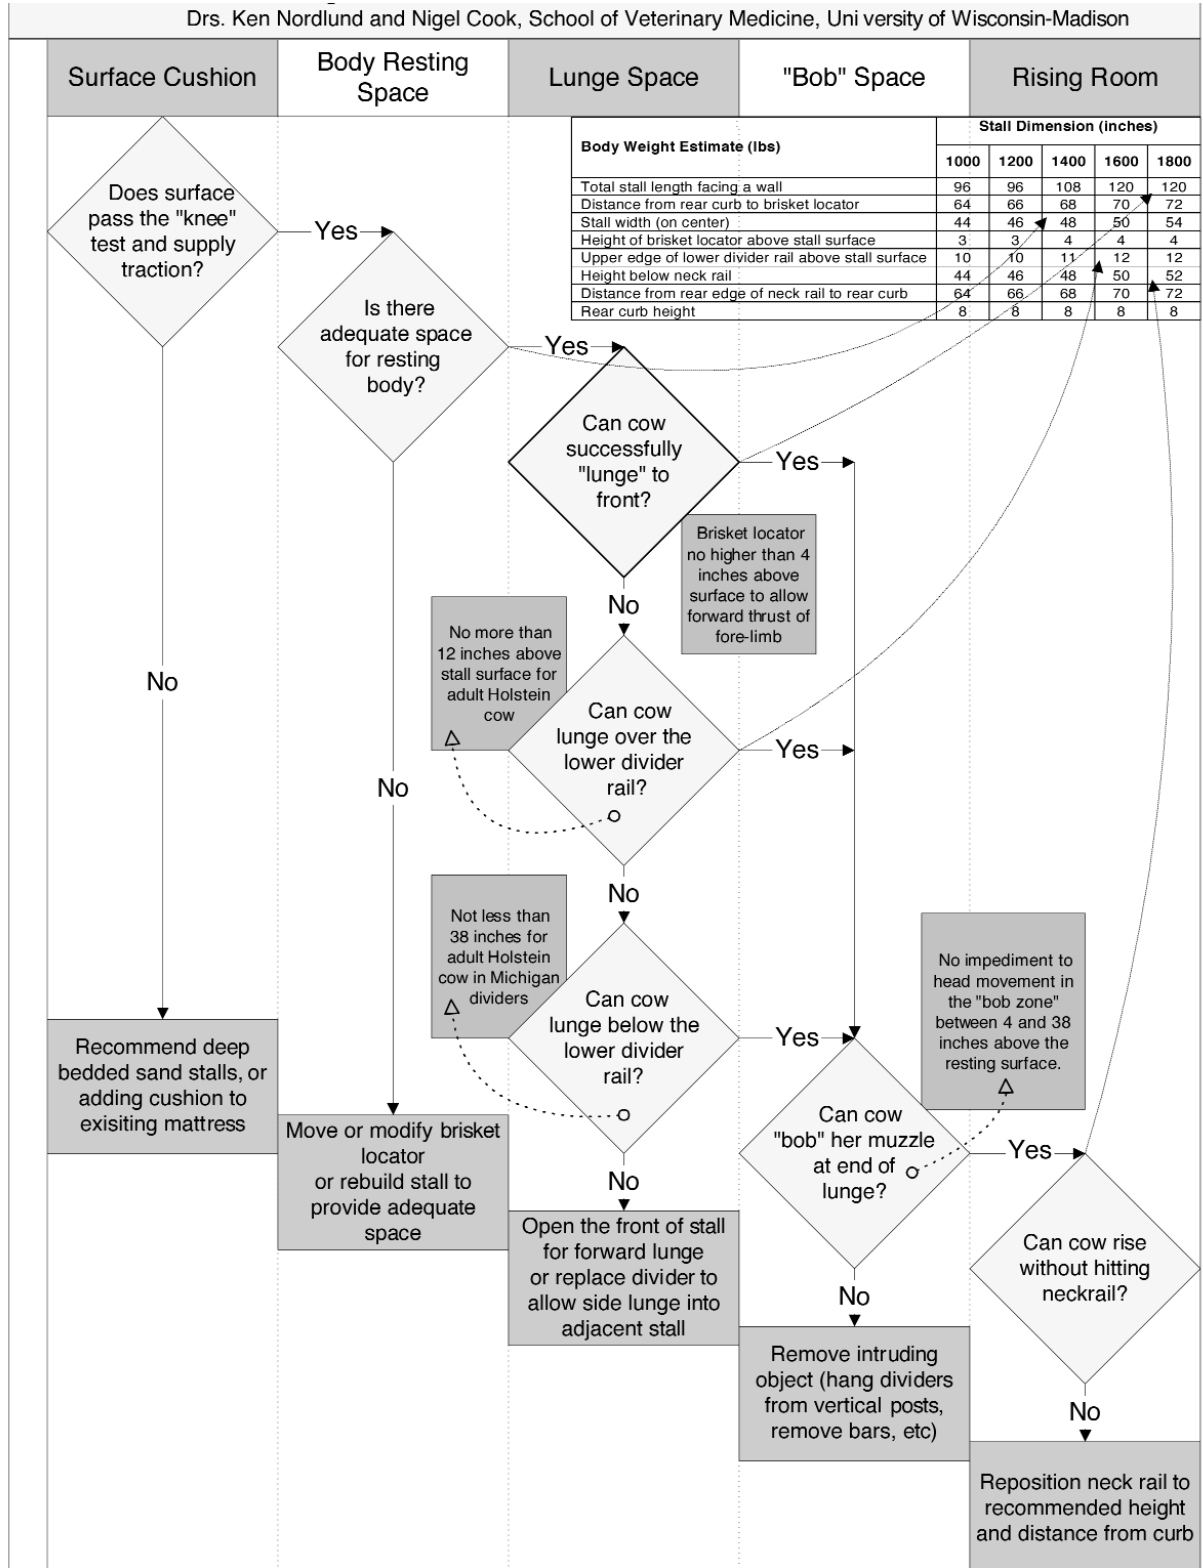 Drs. Ken Nordlund and Nigel Cook, School of Veterinary Medicine, Uni versity of Wisconsin-Madison
Surface Cushion
Body Resting
Space
Lunge Space
"Bob" Space
Rising Room
Body Weight Estimate (lbs)
Stall Dimension (inches)
1000 1200 1400 1600 1800
Total stall length facing a wall 96 96 108 120 120
Distance from rear curb to brisket locator 64 66 68 70 72
Stall width (on center) 44 46 48 50 54
Height of brisket locator above stall surface 3 3 4 4 4
Upper edge of lower divider rail above stall surface 10 10 11 12 12
Height below neck rail 44 46 48 50 52
Distance from rear edge of neck rail to rear curb 64 66 68 70 72
Rear curb height 8 8 8 8 8
Does surface
pass the "knee"
test and supply
traction?
Yes
No
Recommend deep
bedded sand stalls, or
adding cushion to
exisiting mattress
Is there
adequate space
for resting
body?
Yes
No
Move or modify brisket
locator
or rebuild stall to
provide adequate
space
Can cow
successfully
"lunge" to
front?
Yes
Brisket locator
no higher than 4
inches above
surface to allow
forward thrust of
fore-limb
No
No more than
12 inches above
stall surface for
adult Holstein
cow
Can cow
lunge over the
lower divider
rail?
Yes
No
Not less than
38 inches for
adult Holstein
cow in Michigan
dividers
Can cow
lunge below the
lower divider
rail?
Yes
No
Open the front of stall
for forward lunge
or replace divider to
allow side lunge into
adjacent stall
No impediment to
head movement in
the "bob zone"
between 4 and 38
inches above the
resting surface.
Can cow
"bob" her muzzle
at end of
lunge?
Yes
No
Remove intruding
object (hang dividers
from vertical posts,
remove bars, etc)
Can cow rise
without hitting
neckrail?
No
Reposition neck rail to
recommended height
and distance from curb